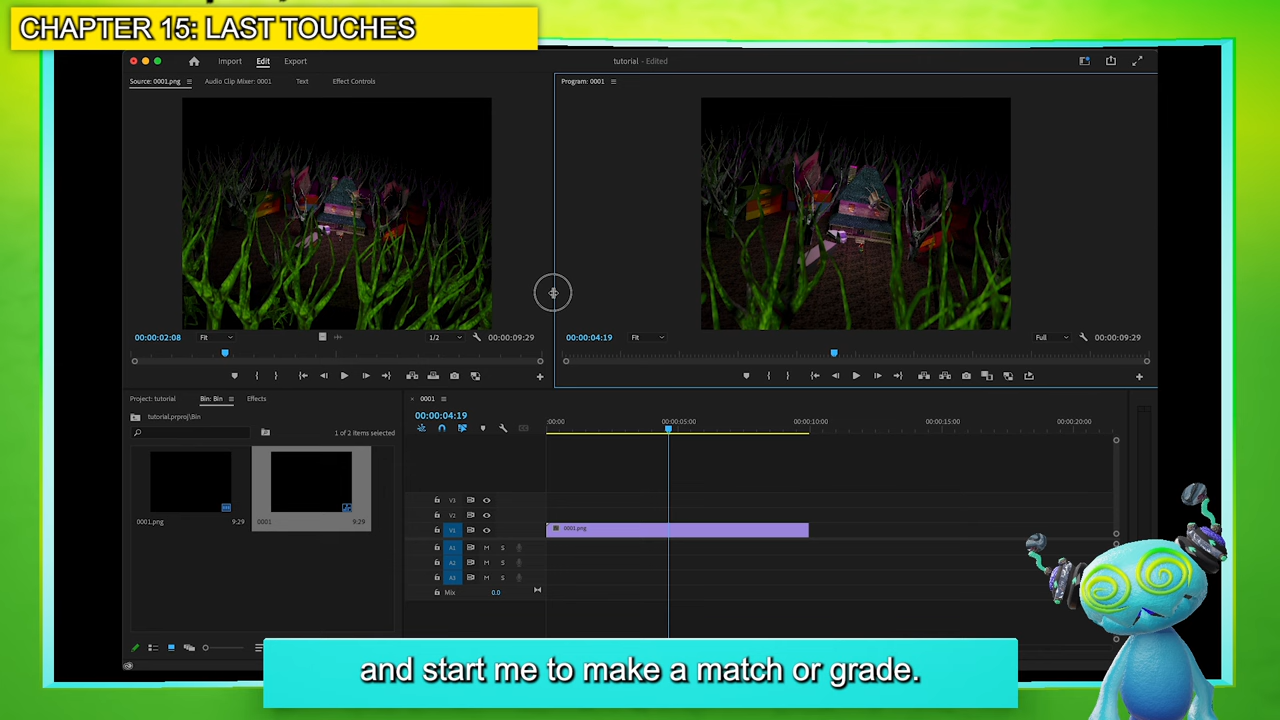 CHAPTER 15: LAST TOUCHES
Import Edit Export
tutorial - Edited
Source: 0001.png Audio Clip Mixer: 0001 Text Effect Controls
Program: 0001
00:00:02:08 Fit 1/2 00:00:09:29
00:00:04:19 Fit Full 00:00:09:29
Project: tutorial Bin: Bin Effects
tutorial.prproj\Bin
1 of 2 items selected
0001.png 9:29
0001 9:29
0001
00:00:04:19
:00:00 00:00:05:00 00:00:10:00 00:00:15:00 00:00:20:00
V3
V2
V1 0001.png
A1 M S
A2 M S
A3 M S
Mix 0.0
and start me to make a match or grade.